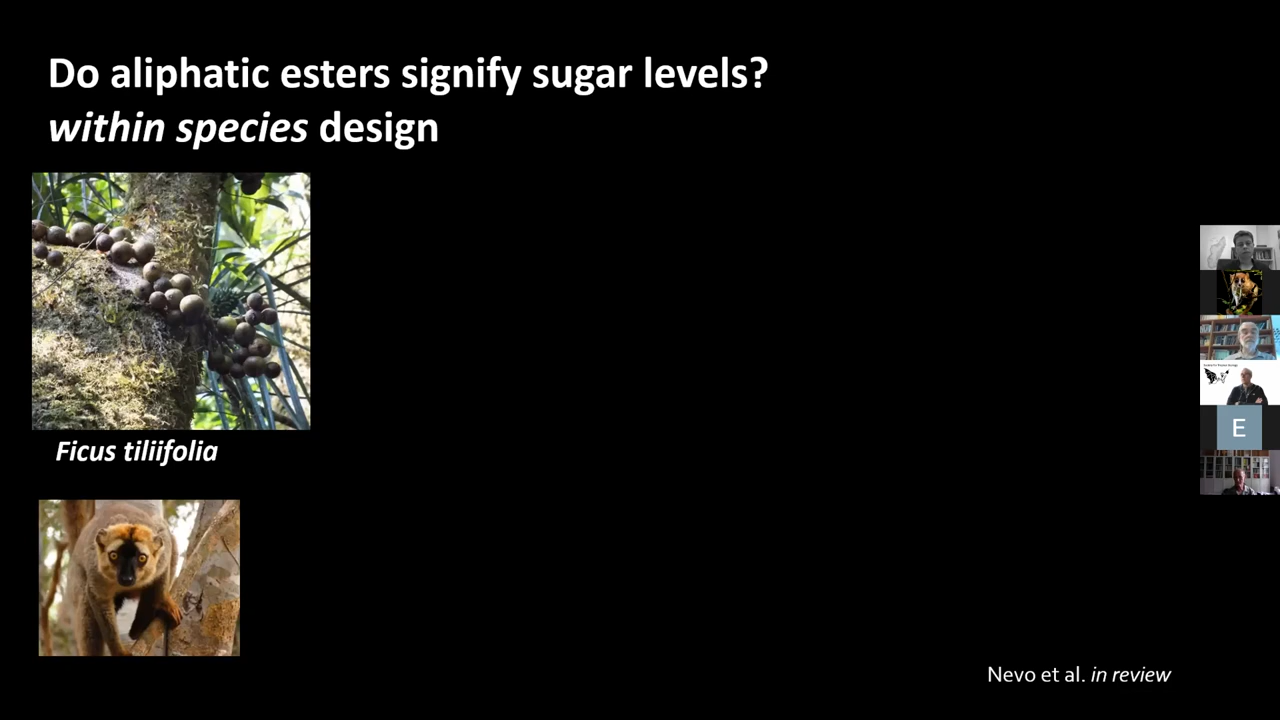 Do aliphatic esters signify sugar levels?
within species design
Ficus tiliifolia
E
Nevo et al. in review